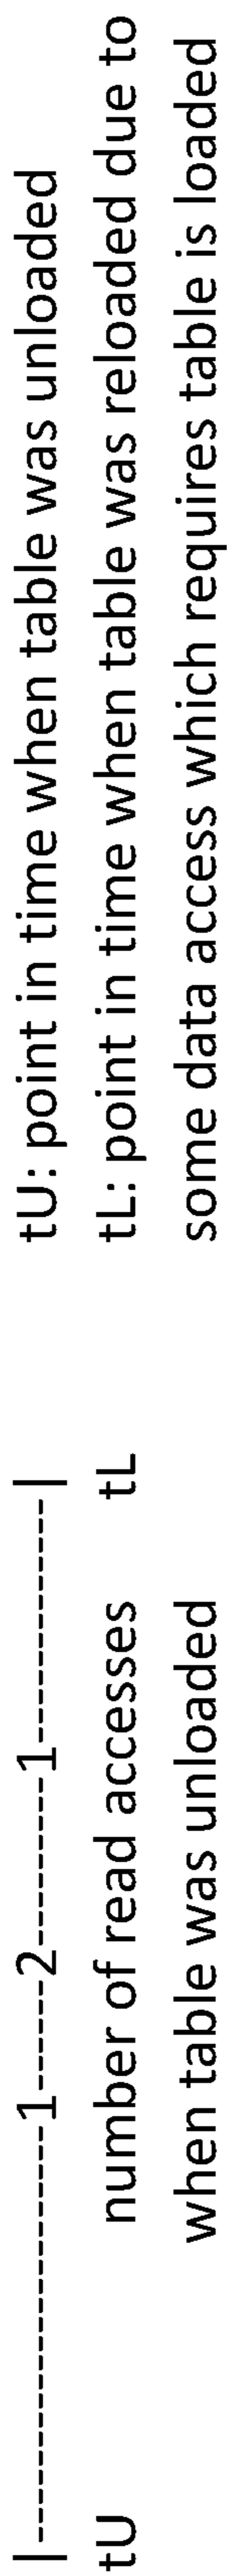 |--------------------------------1------2------------1---------------|    tU: point in time when table was unloaded
tU    number of read accesses    tL    tL: point in time when table was reloaded due to
when table was unloaded    some data access which requires table is loaded